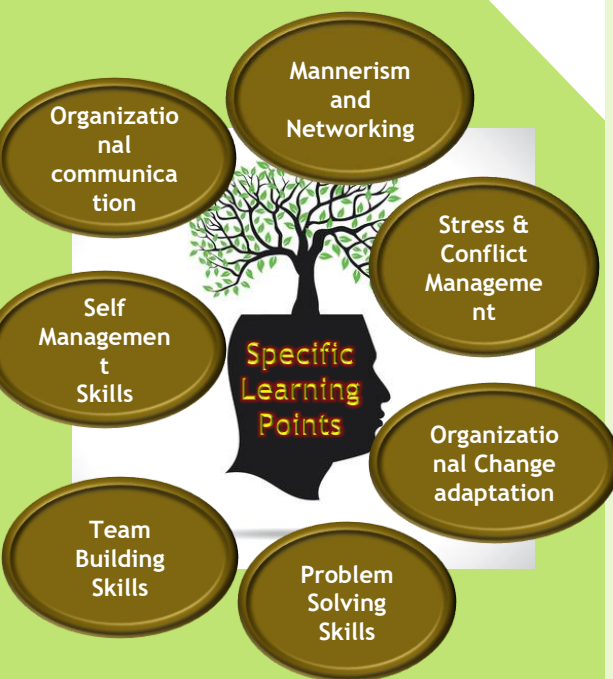 Mannerism
and
Networking
Organizatio
nal
communica
tion
Stress &
Conflict
Manageme
nt
Self
Managemen
t
Skills
Specific
Learning
Points
Organizatio
nal Change
adaptation
Team
Building
Skills
Problem
Solving
Skills